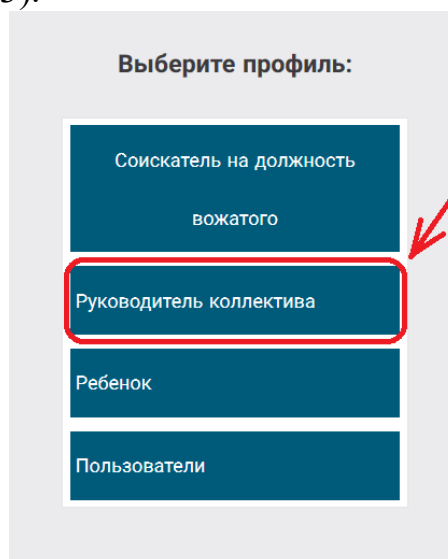 Выберите профиль:
Соискатель на должность
вожатого
Руководитель коллектива
Ребенок
Пользователи